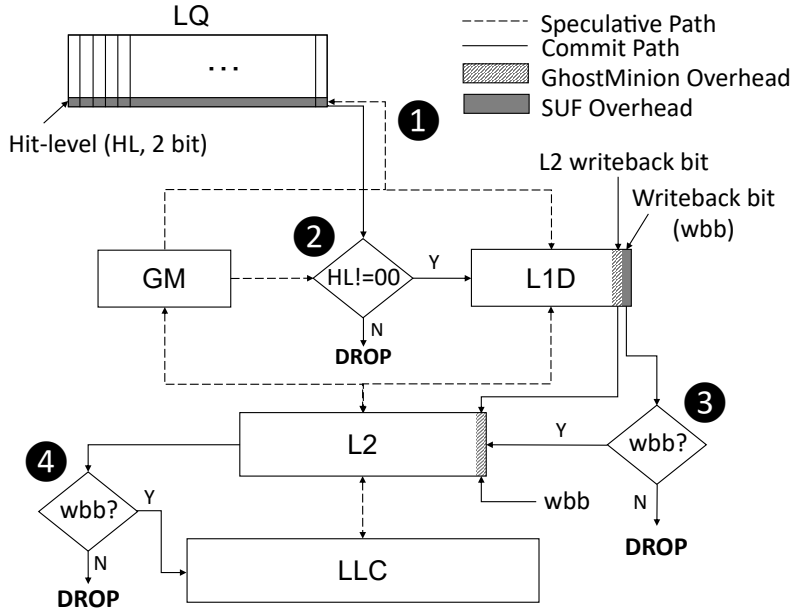 LQ
Speculative Path
Commit Path
GhostMinion Overhead
SUF Overhead
...
1
Hit-level (HL, 2 bit)
L2 writeback bit
Writeback bit
(wbb)
2
GM
HL!=00
Y
L1D
N
DROP
3
L2
Y
wbb?
4
wbb?
Y
wbb
N
DROP
N
DROP
LLC